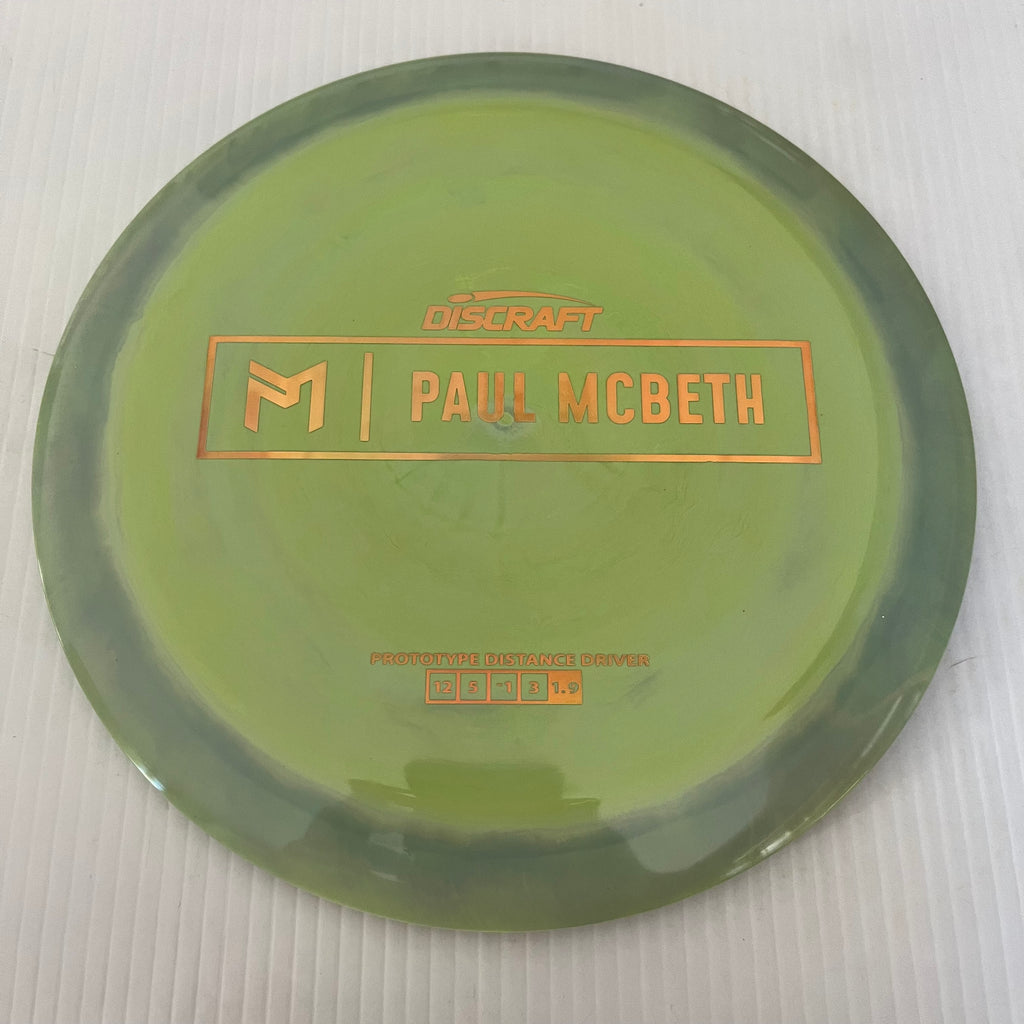 DISCRAFT
M | PAUL MCBETH
PROTOTYPE DISTANCE DRIVER
12 5 -1 3 1.9